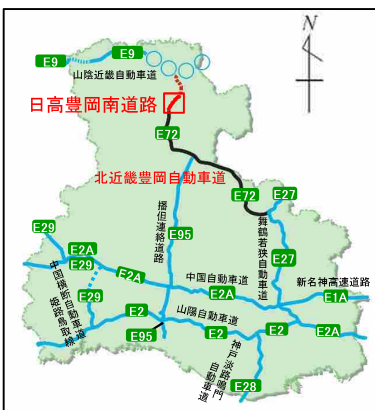 N
E9
E9
山陰近畿自動車道
日高豊岡南道路
E72
北近畿豊岡自動車道
E72
E27
播但連絡道路
舞鶴若狭自動車道
E29
E95
E2A
E29
E27
中国自動車道
新名神高速道路
E2A
E2A
E1A
中国横断自動車道
姫路鳥取線
E29
山陽自動車道
E2
E2
E2
E2A
E95
神戸淡路鳴門
自動車道
E28